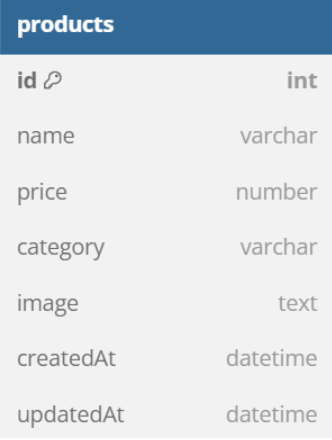 products
id int
name varchar
price number
category varchar
image text
createdAt datetime
updatedAt datetime